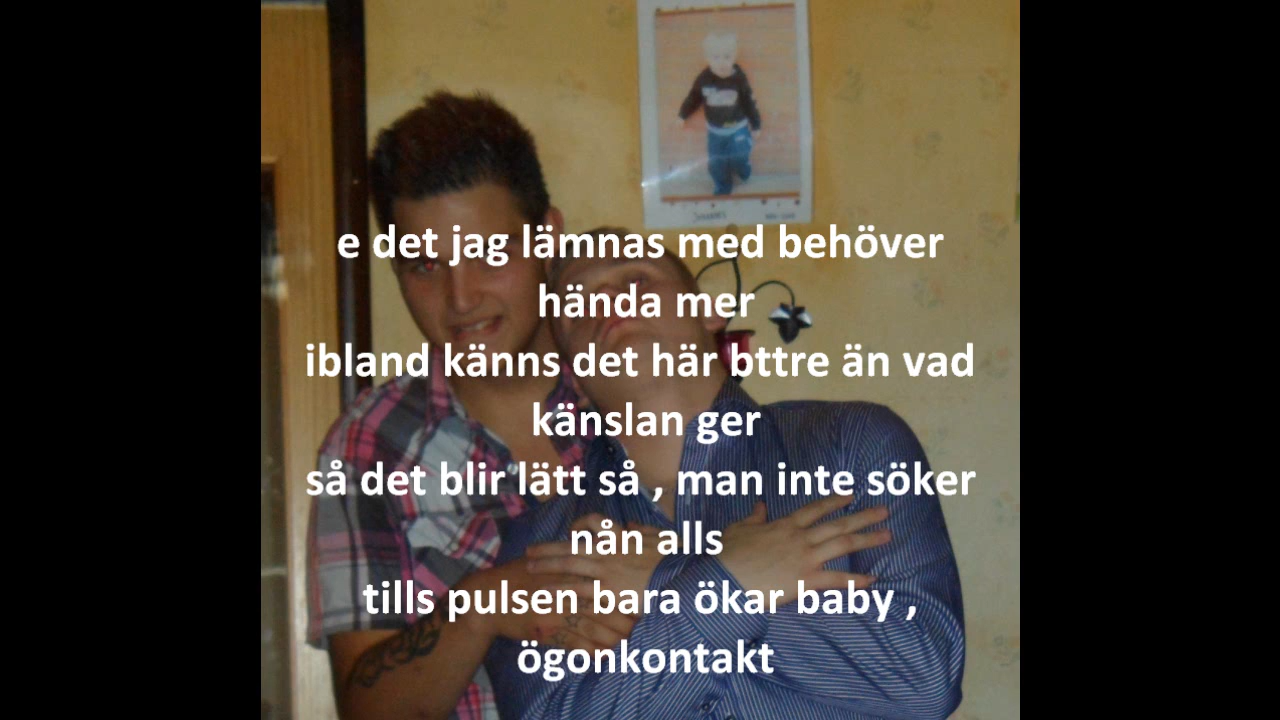 e det jag lämnas med behöver
hända mer
ibland känns det här bttre än vad
känslan ger
så det blir lätt så , man inte söker
nån alls
tills pulsen bara ökar baby ,
ögonkontakt